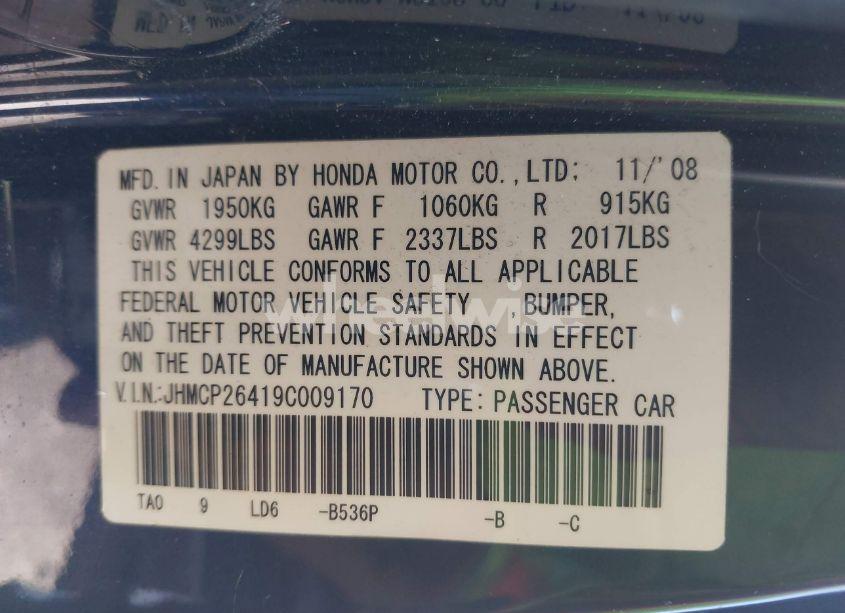 MFD. IN JAPAN BY HONDA MOTOR CO.,LTD; 11/'08
GVWR 1950KG GAWR F 1060KG R 915KG
GVWR 4299LBS GAWR F 2337LBS R 2017LBS
THIS VEHICLE CONFORMS TO ALL APPLICABLE
FEDERAL MOTOR VEHICLE SAFETY ,BUMPER,
wheelwise
AND THEFT PREVENTION STANDARDS IN EFFECT
ON THE DATE OF MANUFACTURE SHOWN ABOVE.
V.I.N.:JHMCP26419C009170 TYPE: PASSENGER CAR
TA0 9 LD6 -B536P -B -C